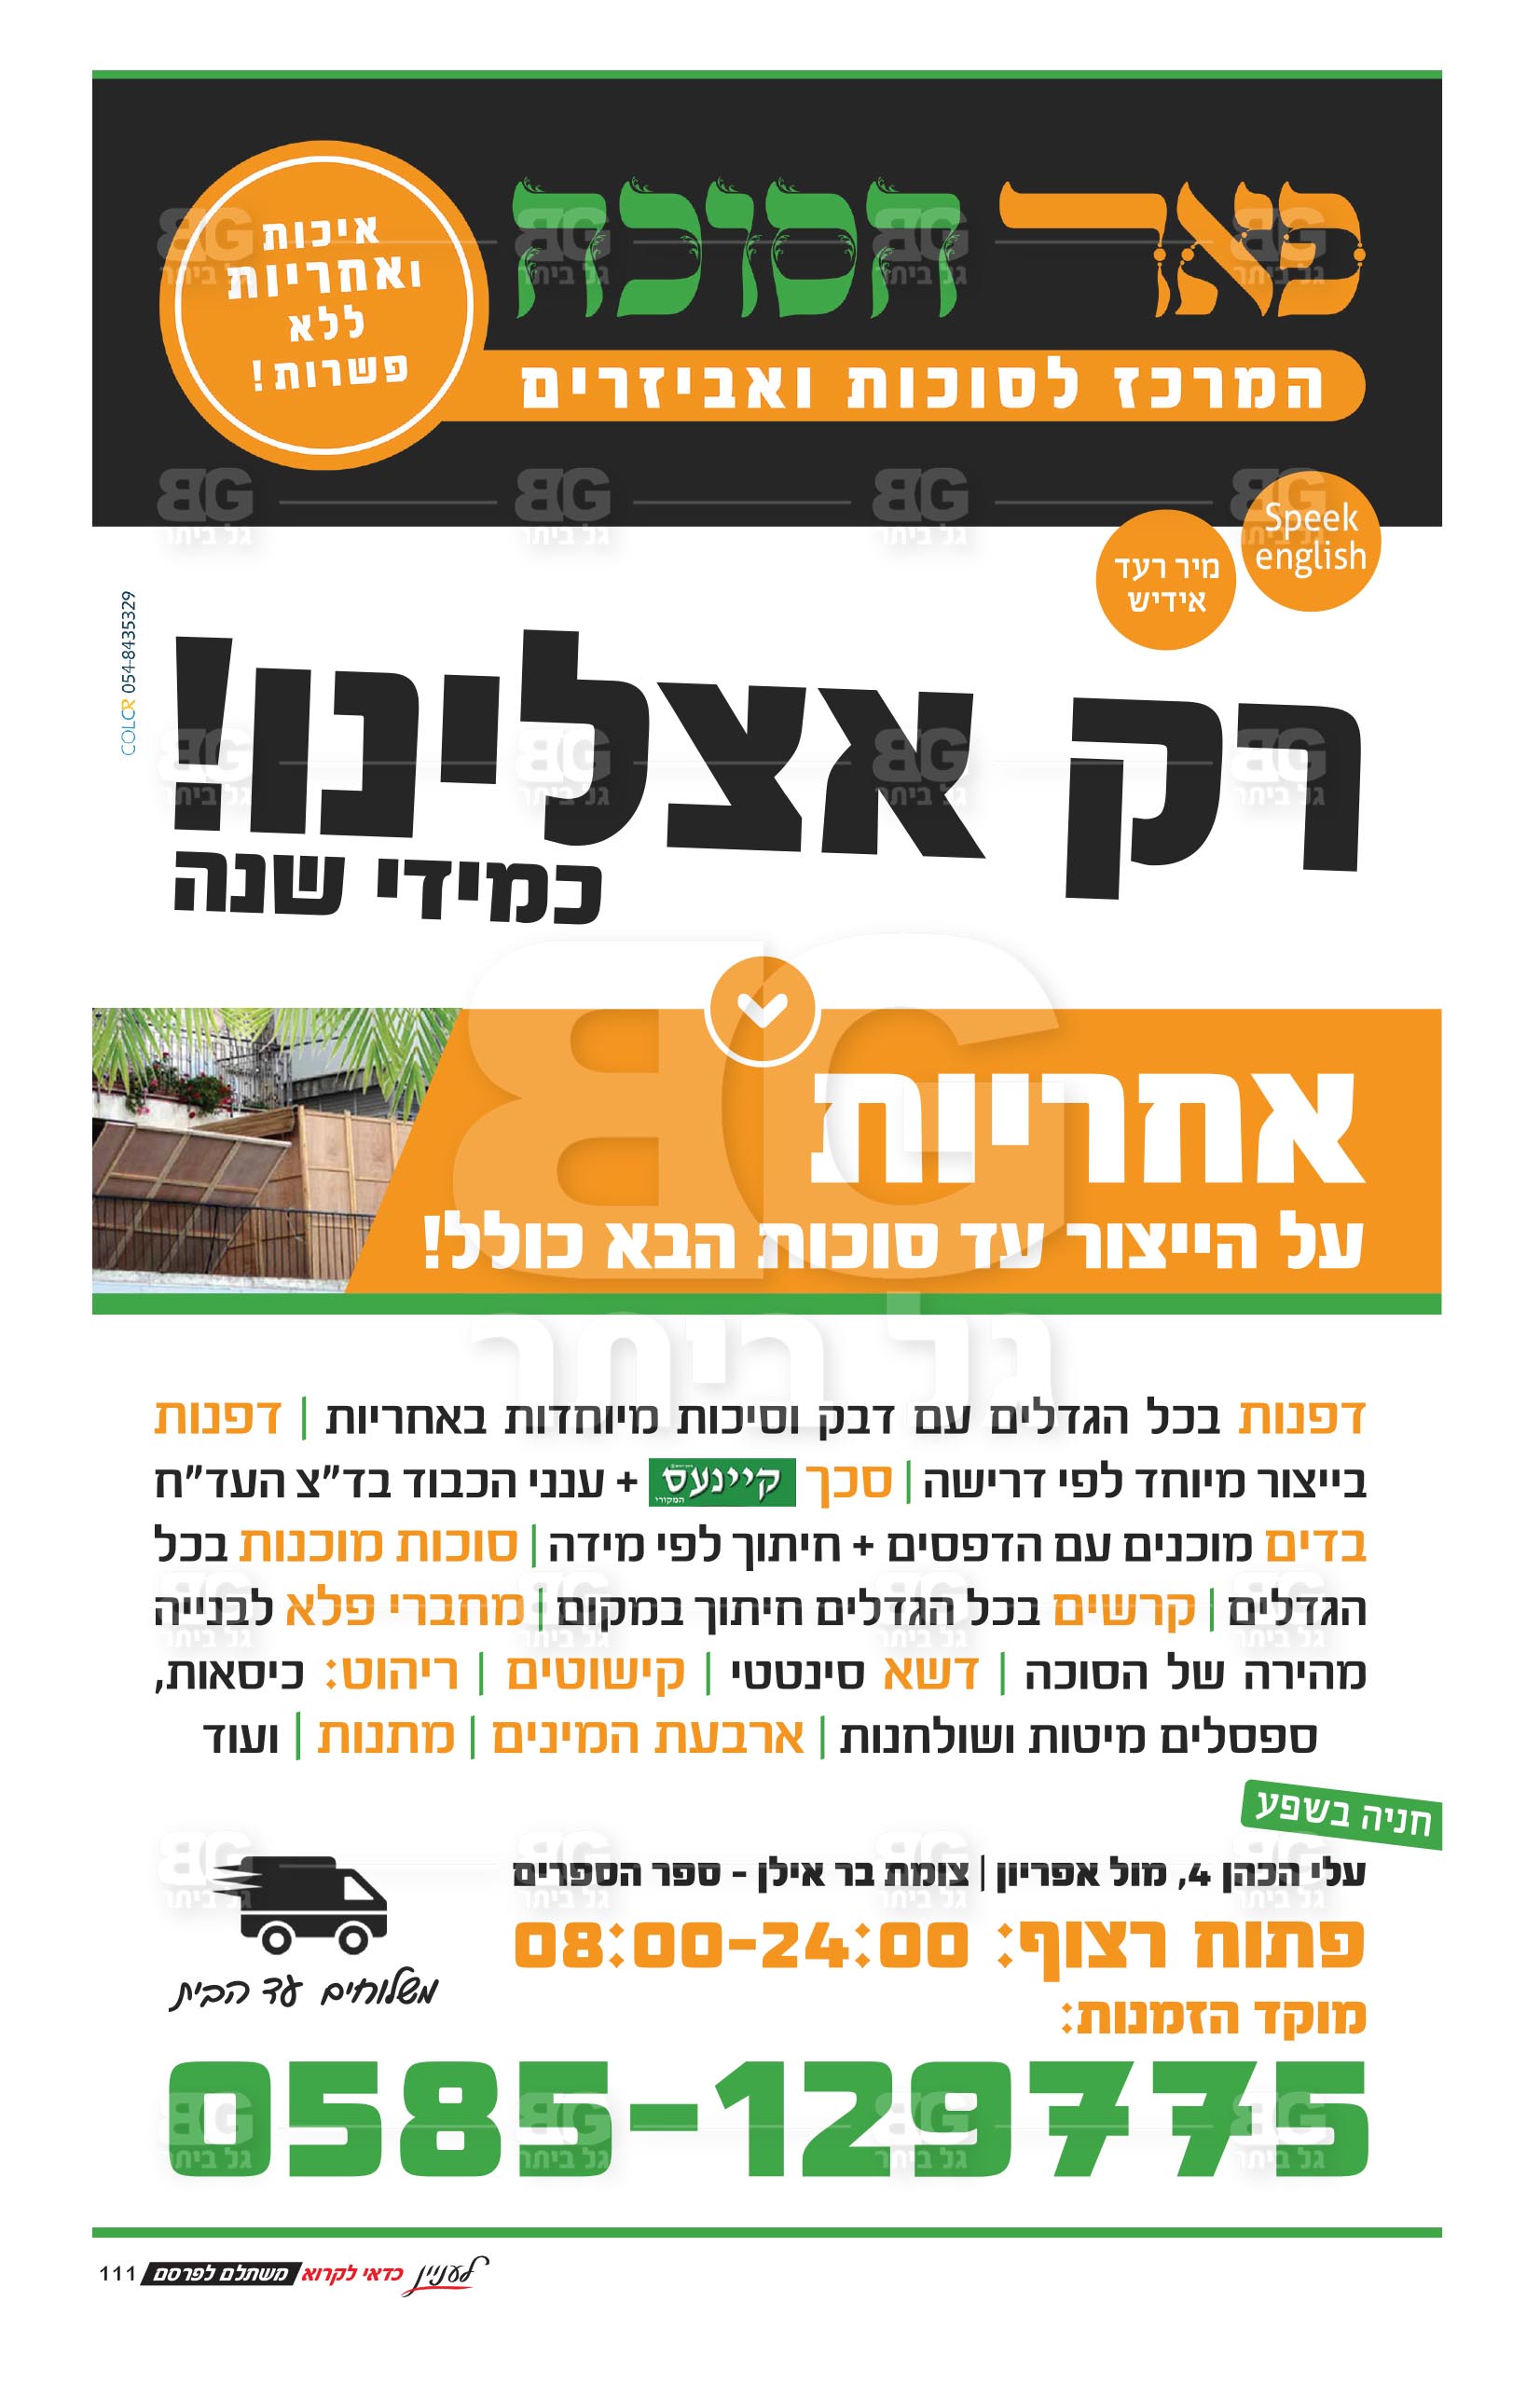 פאר הסוכה
המרכז לסוכות ואביזרים
איכות
ואחריות
ללא
פשרות!
Speek
english
מיר רעד
אידיש
COLOR 054-8435329
רק אצלינו!
כמידי שנה
אחריות
על הייצור עד סוכות הבא כולל!
דפנות בכל הגדלים עם דבק וסיכות מיוחדות באחריות | דפנות
בייצור מיוחד לפי דרישה | סכך קיינעס המקורי + ענני הכבוד בד"צ העד"ח
בדים מוכנים עם הדפסים + חיתוך לפי מידה | סוכות מוכנות בכל
הגדלים | קרשים בכל הגדלים חיתוך במקום | מחברי פלא לבנייה
מהירה של הסוכה | דשא סינטטי | קישוטים | ריהוט: כיסאות,
ספסלים מיטות ושולחנות | ארבעת המינים | מתנות | ועוד
חניה בשפע
עלי הכהן 4, מול אפריון | צומת בר אילן - ספר הספרים
פתוח רצוף: 08:00-24:00
משלוחים עד הבית
מוקד הזמנות:
0585-129775
לעניין כדאי לקרוא משתלם לפרסם 111
BG
גל ביתר